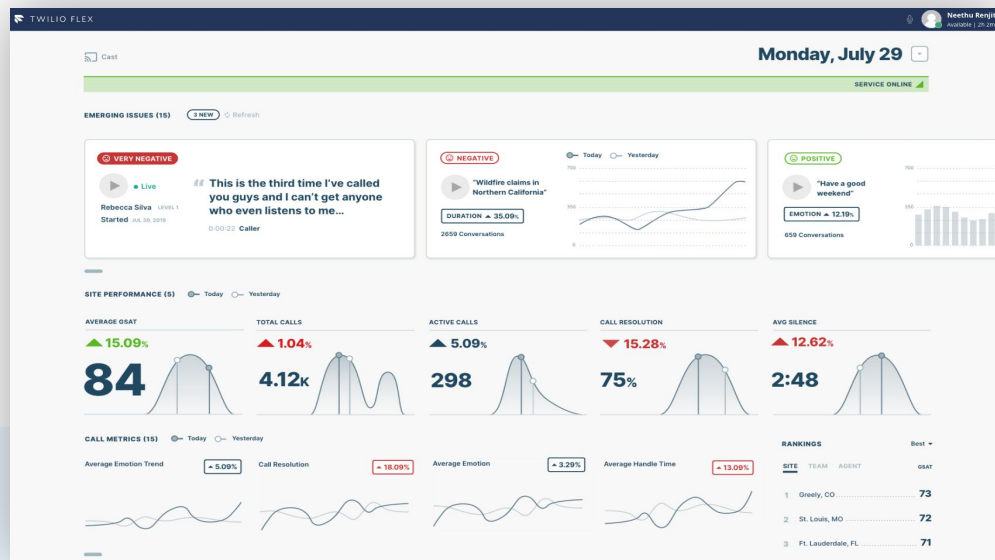 TWILIO FLEX
Neethu Renjit
Available | 2h 2m
Cast
Monday, July 29
SERVICE ONLINE
EMERGING ISSUES (15) 3 NEW Refresh
VERY NEGATIVE
Live
Rebecca Silva LEVEL 1
Started JUL 30, 2019
" This is the third time I've called
you guys and I can't get anyone
who even listens to me...
0:00:22 Caller
NEGATIVE
"Wildfire claims in
Northern California"
DURATION 35.09%
2659 Conversations
Today Yesterday
700
350
0
POSITIVE
"Have a good
weekend"
EMOTION 12.19%
659 Conversations
700
350
0
SITE PERFORMANCE (5) Today Yesterday
AVERAGE GSAT
15.09%
84
TOTAL CALLS
1.04%
4.12K
ACTIVE CALLS
5.09%
298
CALL RESOLUTION
15.28%
75%
AVG SILENCE
12.62%
2:48
CALL METRICS (15) Today Yesterday
Average Emotion Trend 5.09%
Call Resolution 18.09%
Average Emotion 3.29%
Average Handle Time 13.09%
RANKINGS Best
SITE TEAM AGENT GSAT
1 Greely, CO 73
2 St. Louis, MO 72
3 Ft. Lauderdale, FL 71